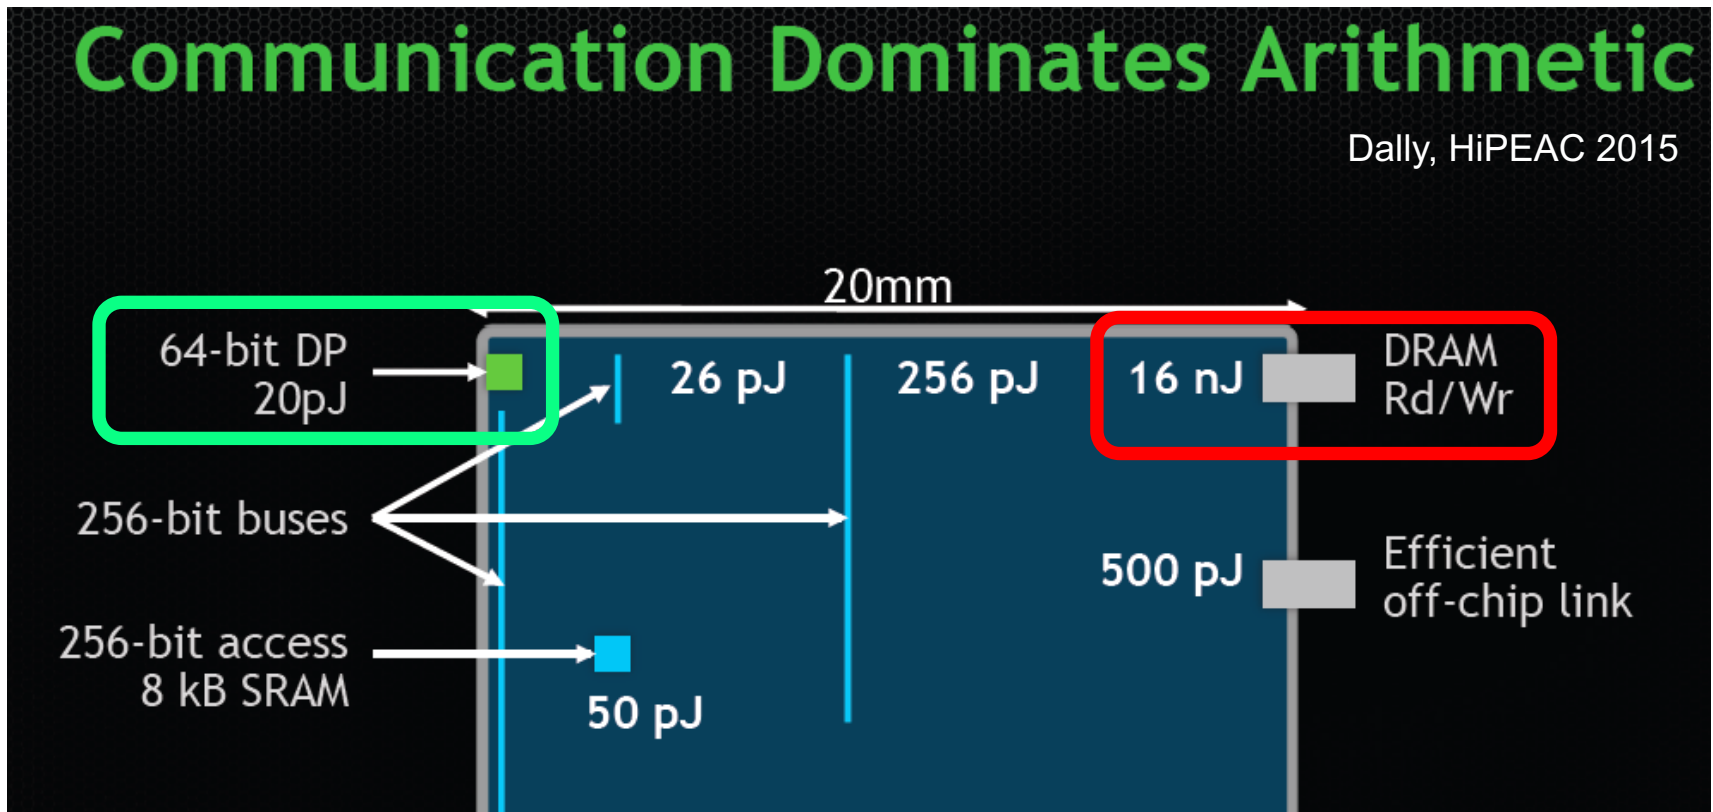 Communication Dominates Arithmetic
Dally, HiPEAC 2015
20mm
64-bit DP
20pJ
26 pJ
256 pJ
16 nJ
DRAM
Rd/Wr
256-bit buses
500 pJ
Efficient
off-chip link
256-bit access
8 kB SRAM
50 pJ